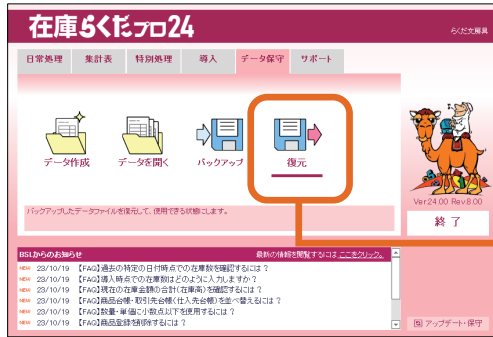 在庫らくだプロ24
らくだ文房具
日常処理 集計表 特別処理 導入 データ保守 サポート
データ作成 データを開く バックアップ 復元
バックアップしたデータファイルを復元して、使用できる状態にします。
Ver24.00 Rev8.00
終了
BSLからのお知らせ 最新の情報を閲覧するには ここをクリック。
NEW! 23/10/19 【FAQ】過去の特定の日付時点での在庫数を確認するには?
NEW! 23/10/19 【FAQ】導入時点での在庫数はどのように入力しますか?
NEW! 23/10/19 【FAQ】現在の在庫金額の合計(在庫高)を確認するには?
NEW! 23/10/19 【FAQ】商品台帳・取引先台帳(仕入先台帳)を並べ替えるには?
NEW! 23/10/19 【FAQ】数量・単価に小数点以下を使用するには?
NEW! 23/10/19 【FAQ】商品登録を削除するには?
アップデート・保守